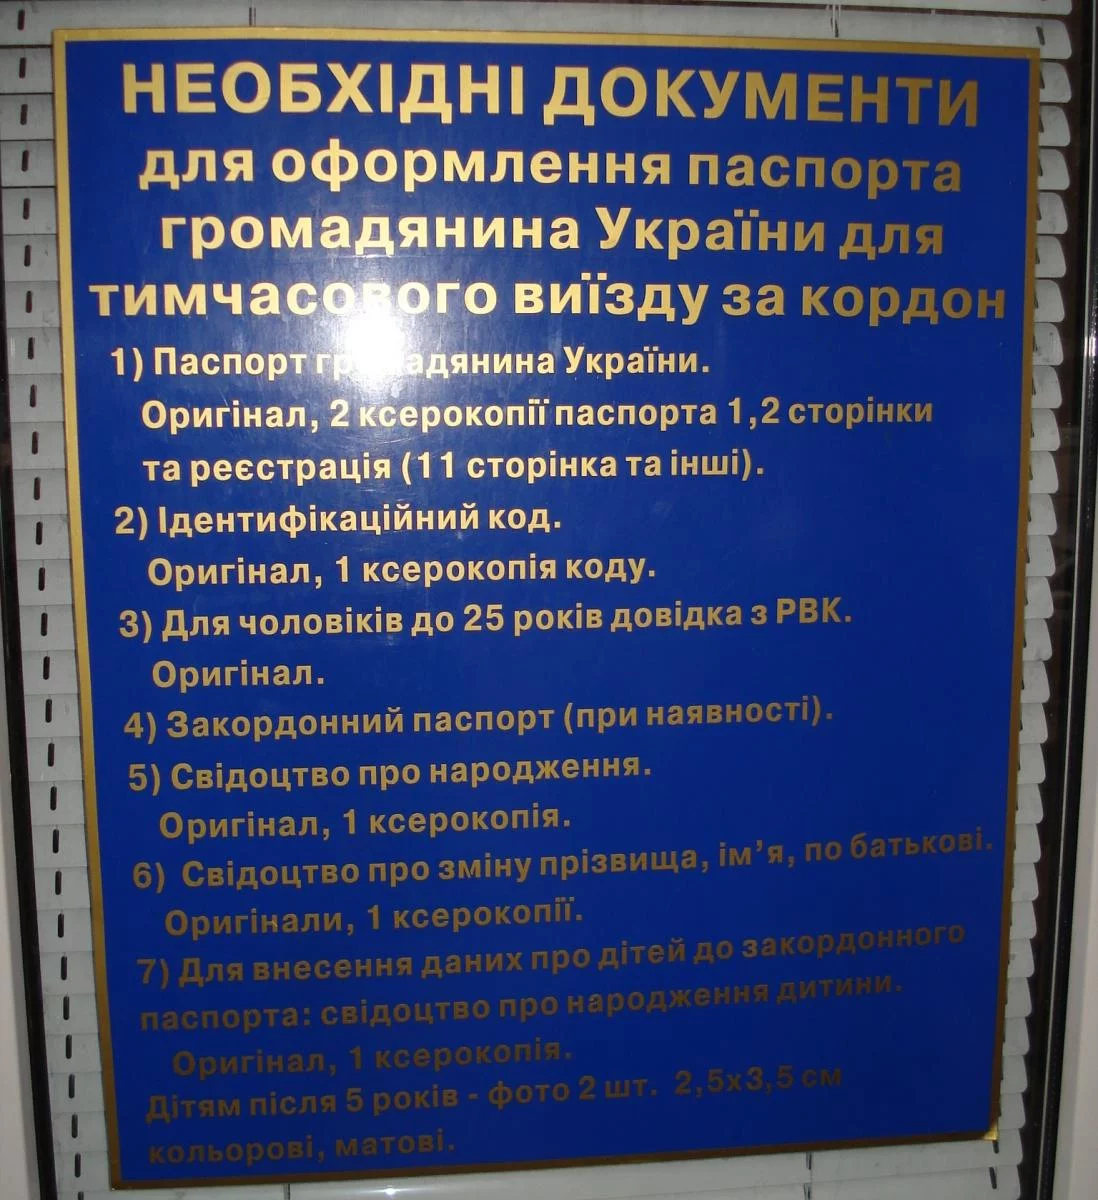 НЕОБХІДНІ ДОКУМЕНТИ
для оформлення паспорта
громадянина України для
тимчасового виїзду за кордон
1) Паспорт громадянина України.
Оригінал, 2 ксерокопії паспорта 1,2 сторінки
та реєстрація (11 сторінка та інші).
2) Ідентифікаційний код.
Оригінал, 1 ксерокопія коду.
3) Для чоловіків до 25 років довідка з РВК.
Оригінал.
4) Закордонний паспорт (при наявності).
5) Свідоцтво про народження.
Оригінал, 1 ксерокопія.
6) Свідоцтво про зміну прізвища, ім’я, по батькові.
Оригінали, 1 ксерокопії.
7) Для внесення даних про дітей до закордонного
паспорта: свідоцтво про народження дитини.
Оригінал, 1 ксерокопія.
Дітям після 5 років - фото 2 шт. 2,5х3,5 см
кольорові, матові.